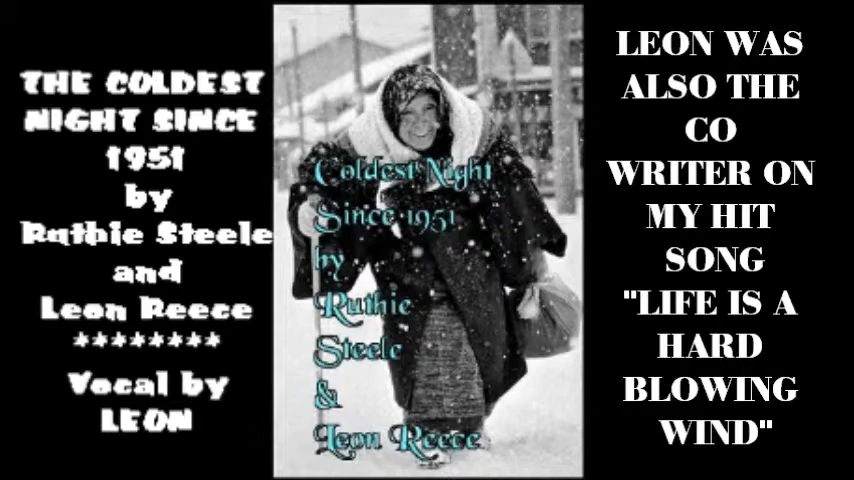 THE COLDEST
NIGHT SINCE
1951
by
Ruthie Steele
and
Leon Reece
********
Vocal by
LEON
Coldest Night
Since 1951
by
Ruthie
Steele
&
Leon Reece
LEON WAS
ALSO THE
CO
WRITER ON
MY HIT
SONG
"LIFE IS A
HARD
BLOWING
WIND"